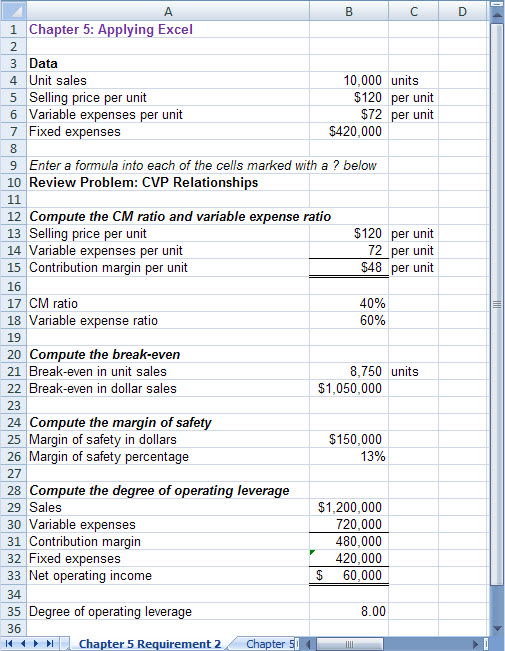 A B C D
1 Chapter 5: Applying Excel
2
3 Data
4 Unit sales 10,000 units
5 Selling price per unit $120 per unit
6 Variable expenses per unit $72 per unit
7 Fixed expenses $420,000
8
9 Enter a formula into each of the cells marked with a ? below
10 Review Problem: CVP Relationships
11
12 Compute the CM ratio and variable expense ratio
13 Selling price per unit $120 per unit
14 Variable expenses per unit 72 per unit
15 Contribution margin per unit $48 per unit
16
17 CM ratio 40%
18 Variable expense ratio 60%
19
20 Compute the break-even
21 Break-even in unit sales 8,750 units
22 Break-even in dollar sales $1,050,000
23
24 Compute the margin of safety
25 Margin of safety in dollars $150,000
26 Margin of safety percentage 13%
27
28 Compute the degree of operating leverage
29 Sales $1,200,000
30 Variable expenses 720,000
31 Contribution margin 480,000
32 Fixed expenses 420,000
33 Net operating income $ 60,000
34
35 Degree of operating leverage 8.00
36
Chapter 5 Requirement 2 Chapter 5